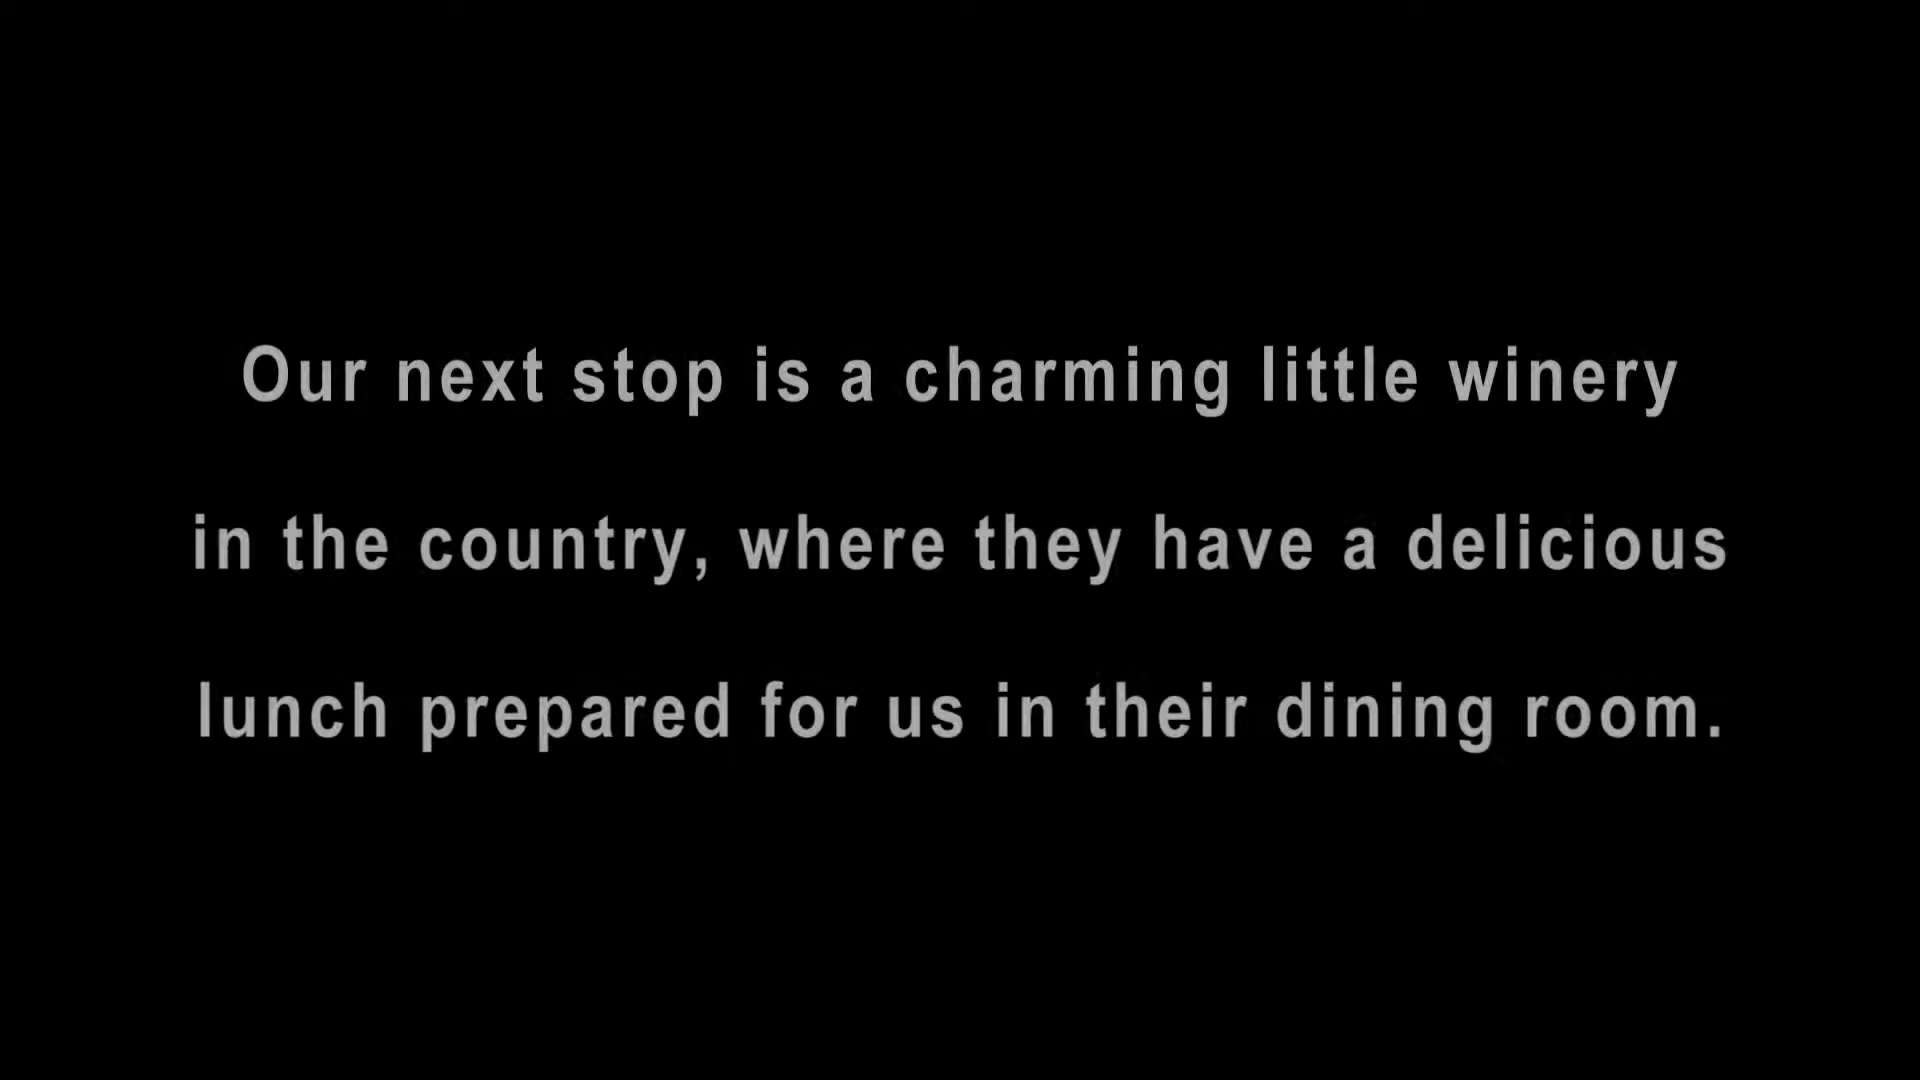 Our next stop is a charming little winery
in the country, where they have a delicious
lunch prepared for us in their dining room.